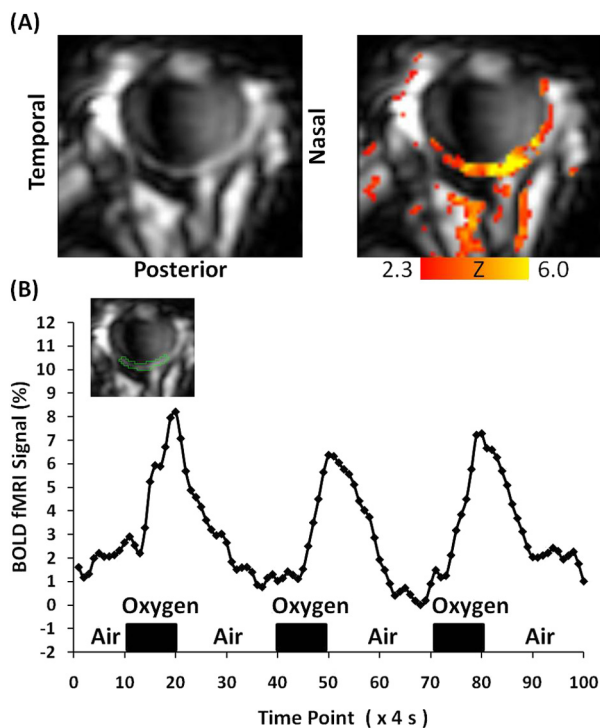 (A)
Temporal
Nasal
Posterior
2.3 Z 6.0
(B)
12
11
10
9
8
7
6
5
4
3
2
1
0
-1
-2
BOLD fMRI Signal (%)
Oxygen Oxygen Oxygen
Air Air Air Air
0 10 20 30 40 50 60 70 80 90 100
Time Point ( x 4 s )